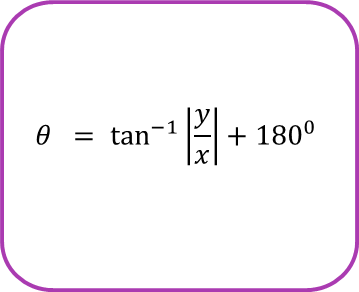 θ = tan⁻¹ |y/x| + 180⁰